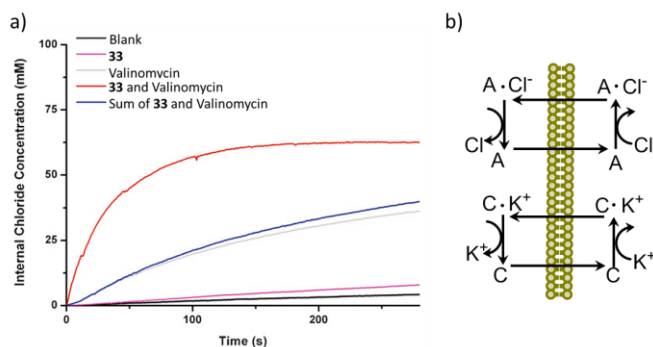 a)
Blank
33
Valinomycin
33 and Valinomycin
Sum of 33 and Valinomycin
Internal Chloride Concentration (mM)
100
75
50
25
0
0
100
200
Time (s)
b)
A·Cl⁻ A·Cl⁻
Cl Cl
A A
C·K⁺ C·K⁺
K⁺ K⁺
C C